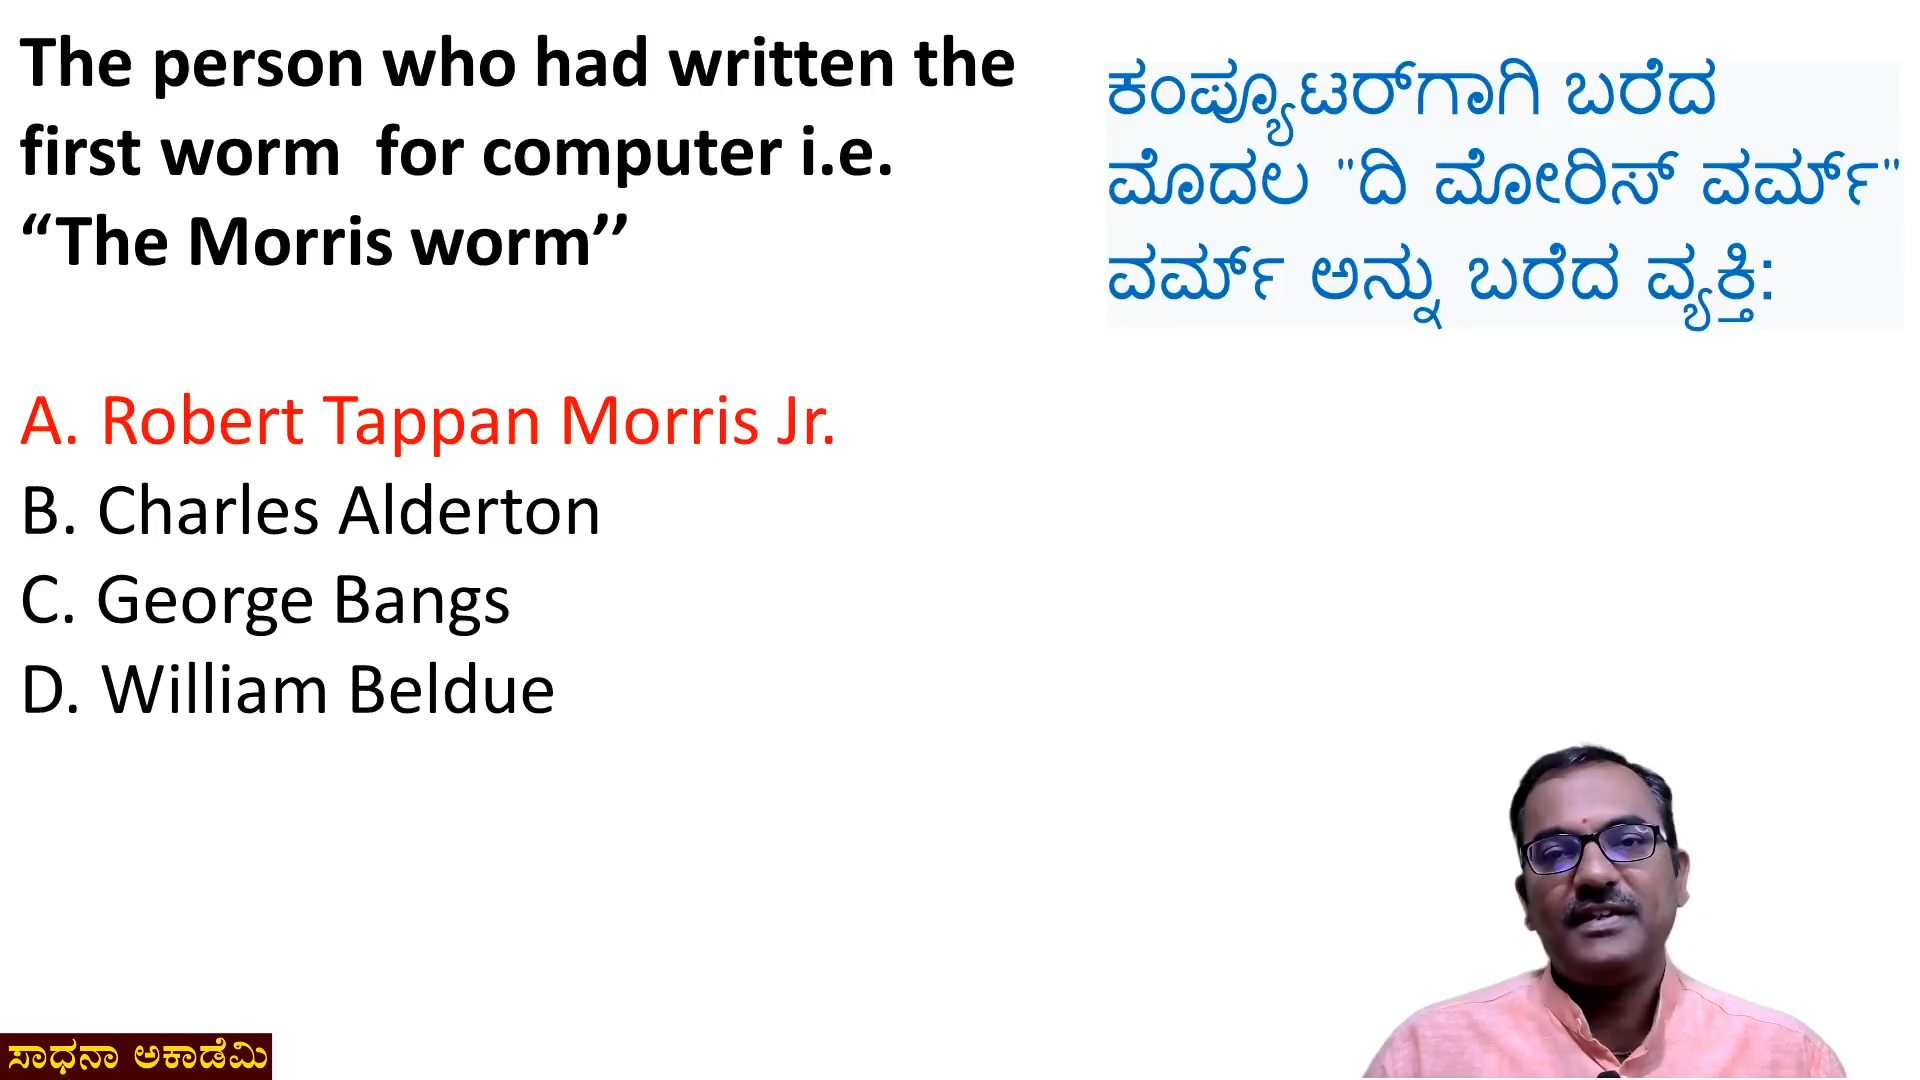 The person who had written the
first worm  for computer i.e.
“The Morris worm’’
ಕಂಪ್ಯೂಟರ್‌ಗಾಗಿ ಬರೆದ
ಮೊದಲ "ದಿ ಮೋರಿಸ್ ವರ್ಮ್"
ವರ್ಮ್ ಅನ್ನು ಬರೆದ ವ್ಯಕ್ತಿ:
A. Robert Tappan Morris Jr.
B. Charles Alderton
C. George Bangs
D. William Beldue
ಸಾಧನಾ ಅಕಾಡೆಮಿ